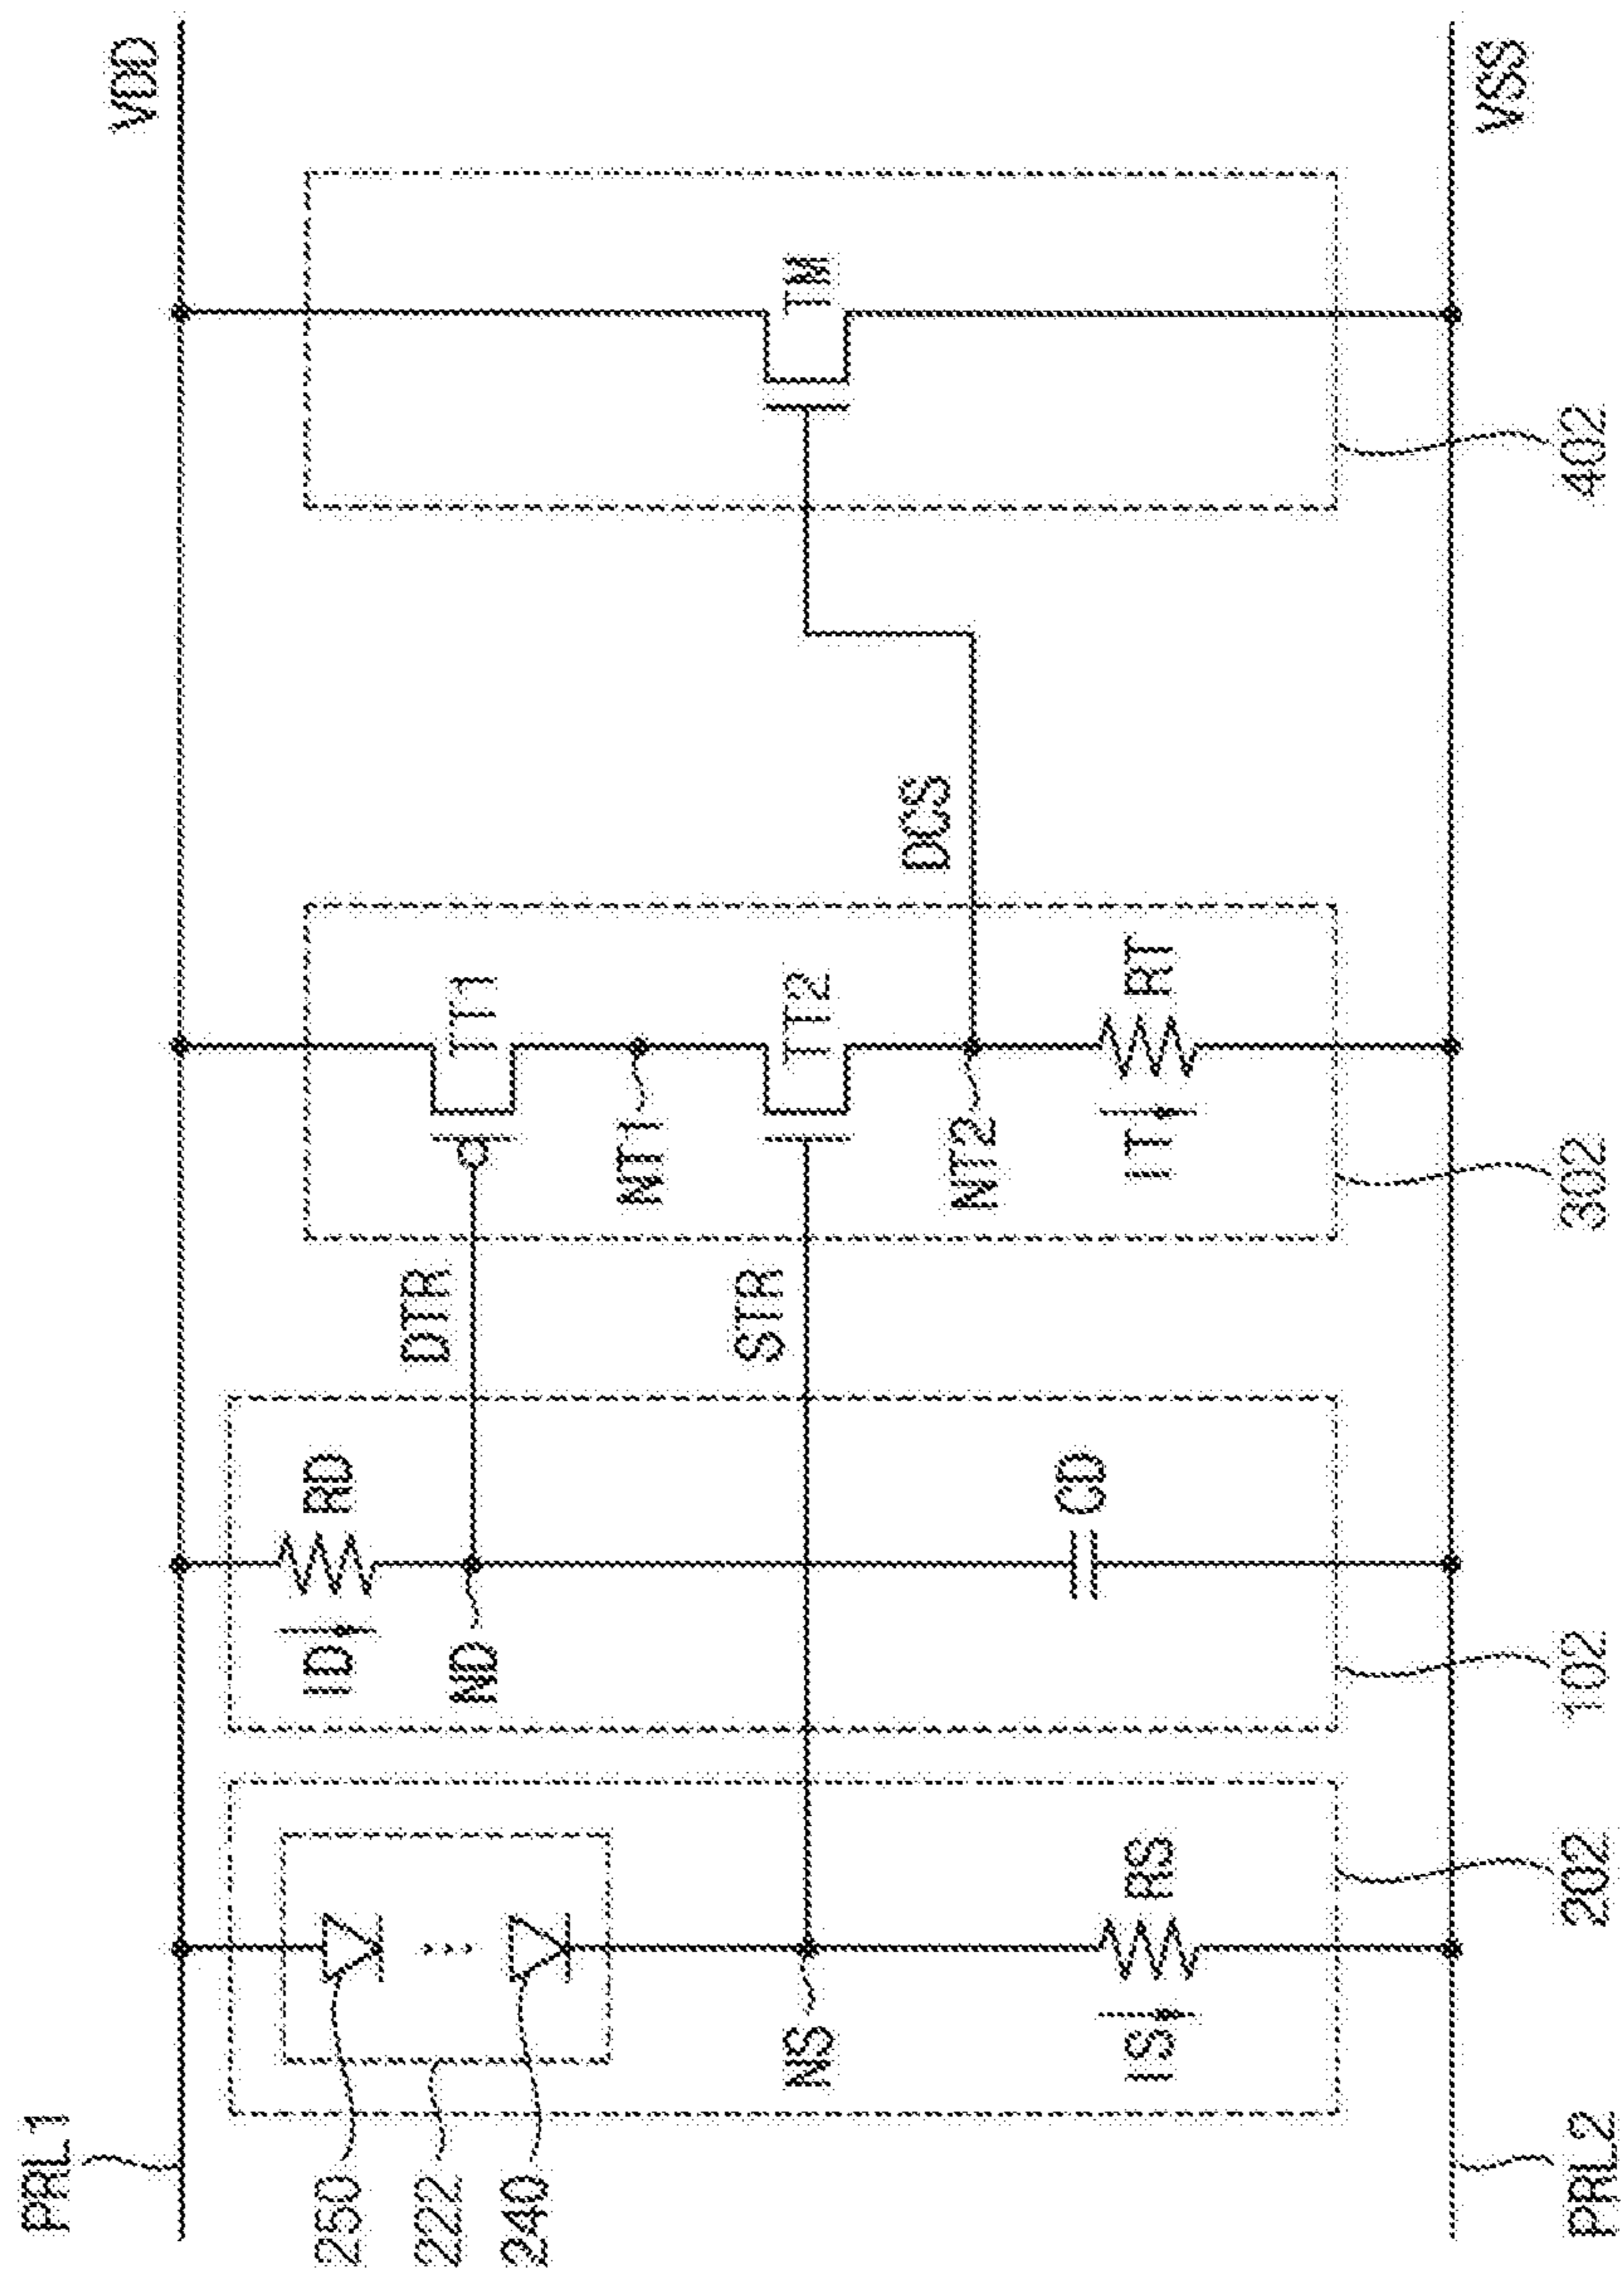 PRL1
VDD
250
222
240
ID
RD
ND
DTR
TT1
NT1
STR
TT2
TM
NS
NT2
DCS
CD
IS
RS
IT
RT
202
102
302
402
PRL2
VSS